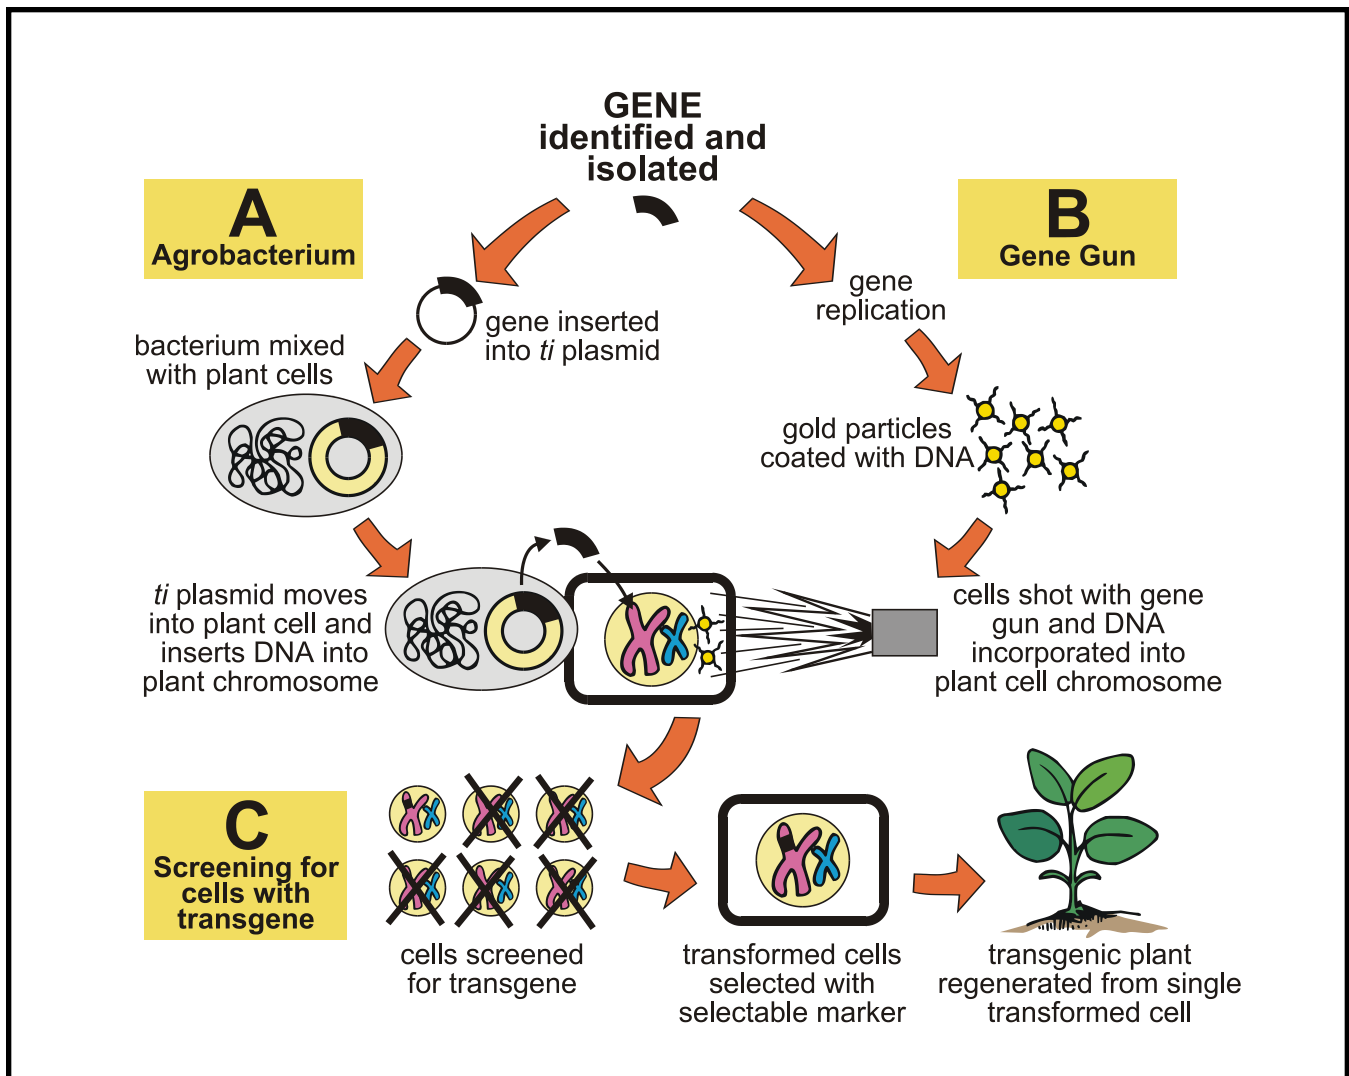 GENE
identified and
isolated
A
Agrobacterium
B
Gene Gun
gene inserted
into ti plasmid
gene
replication
bacterium mixed
with plant cells
gold particles
coated with DNA
ti plasmid moves
into plant cell and
inserts DNA into
plant chromosome
cells shot with gene
gun and DNA
incorporated into
plant cell chromosome
C
Screening for
cells with
transgene
cells screened
for transgene
transformed cells
selected with
selectable marker
transgenic plant
regenerated from single
transformed cell